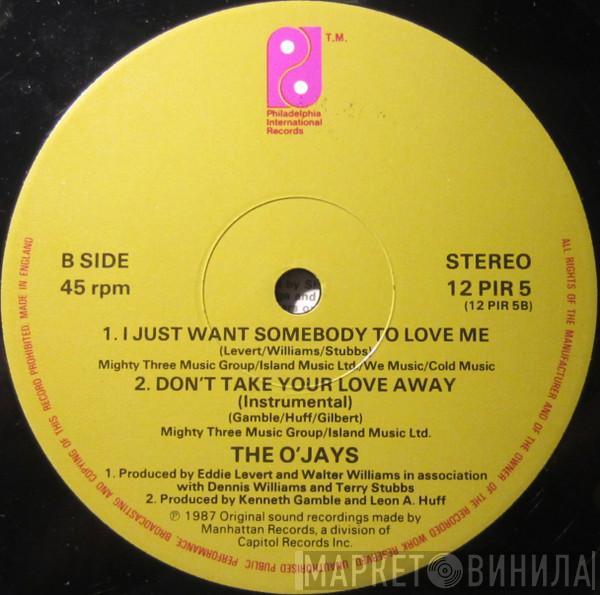 T.M.
Philadelphia
International
Records
B SIDE
45 rpm
STEREO
12 PIR 5
(12 PIR 5B)
1. I JUST WANT SOMEBODY TO LOVE ME
(Levert/Williams/Stubbs)
Mighty Three Music Group/Island Music Ltd./We Music/Cold Music
2. DON'T TAKE YOUR LOVE AWAY
(Instrumental)
(Gamble/Huff/Gilbert)
Mighty Three Music Group/Island Music Ltd.
THE O'JAYS
1. Produced by Eddie Levert and Walter Williams in association
with Dennis Williams and Terry Stubbs
2. Produced by Kenneth Gamble and Leon A. Huff
℗ 1987 Original sound recordings made by
Manhattan Records, a division of
Capitol Records Inc.
ALL RIGHTS OF THE MANUFACTURER AND OF THE OWNER OF THE RECORDED WORK RESERVED. UNAUTHORISED PUBLIC PERFORMANCE, BROADCASTING AND COPYING OF THIS RECORD PROHIBITED. MADE IN ENGLAND
МАРКЕТ ВИНИЛА